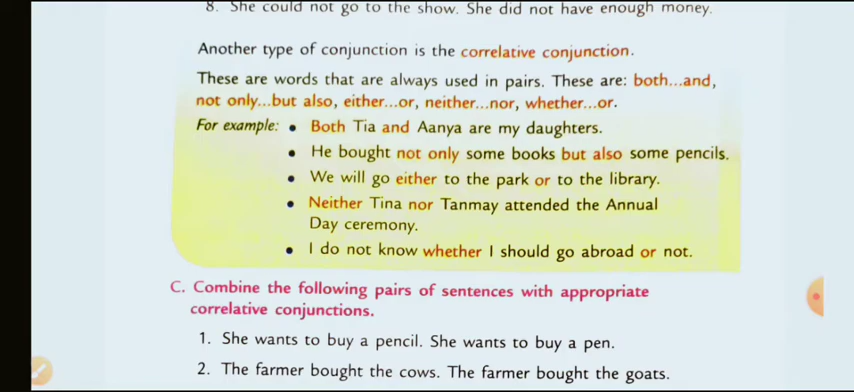 8. She could not go to the show. She did not have enough money.
Another type of conjunction is the correlative conjunction.
These are words that are always used in pairs. These are: both...and,
not only...but also, either...or, neither...nor, whether...or.
For example: • Both Tia and Aanya are my daughters.
• He bought not only some books but also some pencils.
• We will go either to the park or to the library.
• Neither Tina nor Tanmay attended the Annual
Day ceremony.
• I do not know whether I should go abroad or not.
C. Combine the following pairs of sentences with appropriate
correlative conjunctions.
1. She wants to buy a pencil. She wants to buy a pen.
2. The farmer bought the cows. The farmer bought the goats.